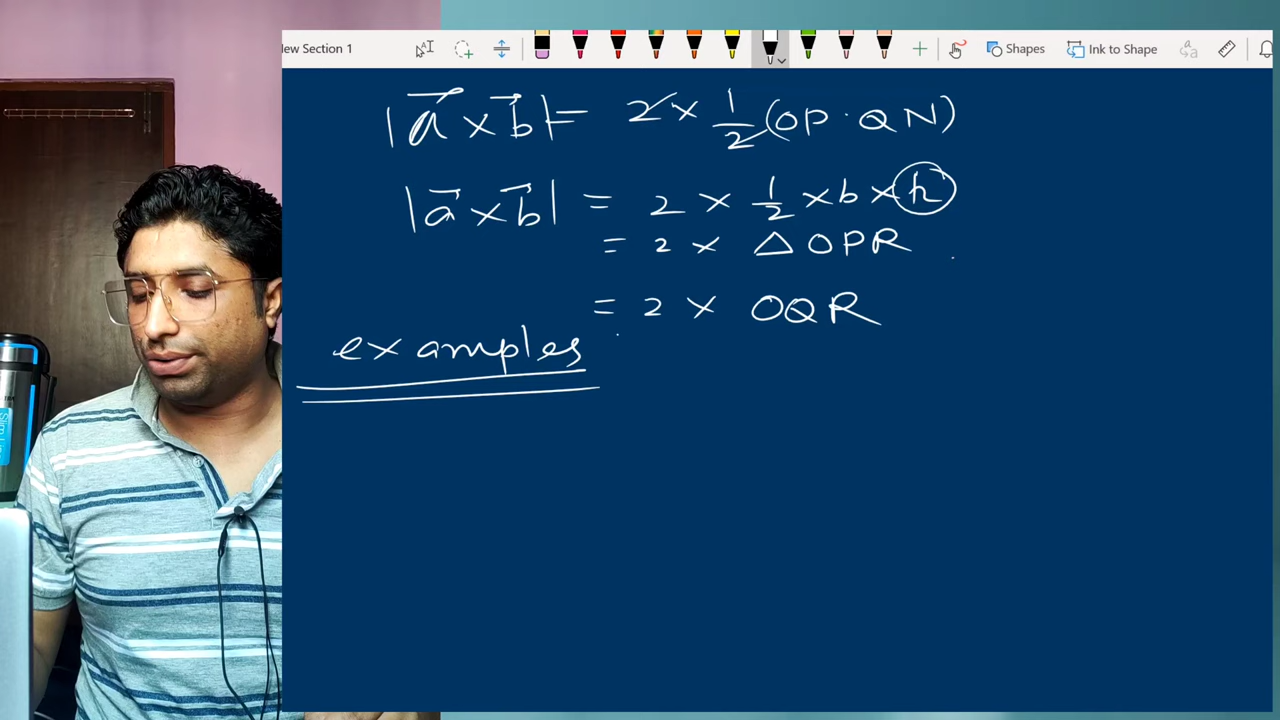 New Section 1
Shapes
Ink to Shape
|a⃗ × b⃗| = 2 × 1/2 (OP · QN)
|a⃗ × b⃗| = 2 × 1/2 × b × h
= 2 × △ OPR
= 2 × OQR
examples